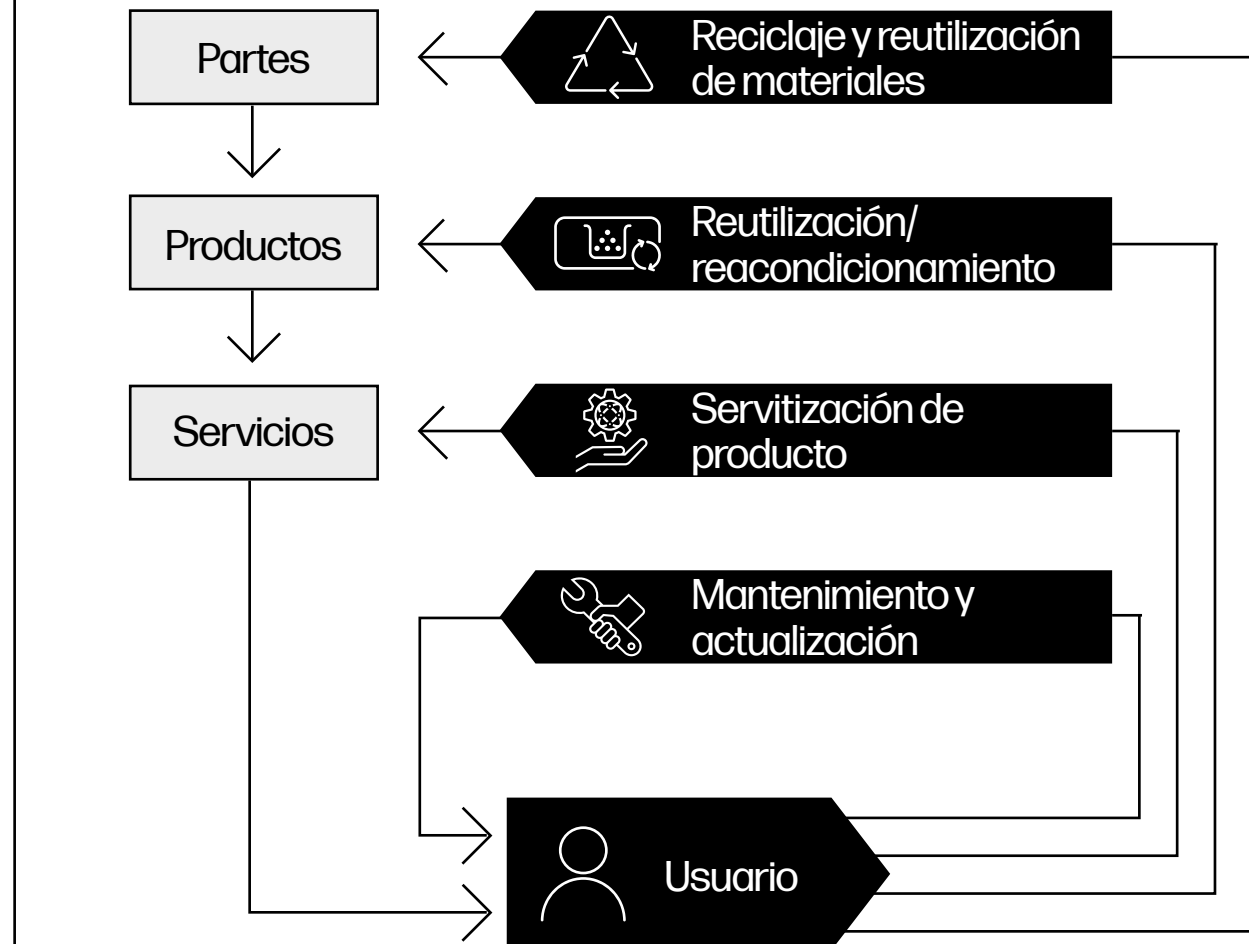 Partes
Reciclaje y reutilización
de materiales
Productos
Reutilización/
reacondicionamiento
Servicios
Servitización de
producto
Mantenimiento y
actualización
Usuario